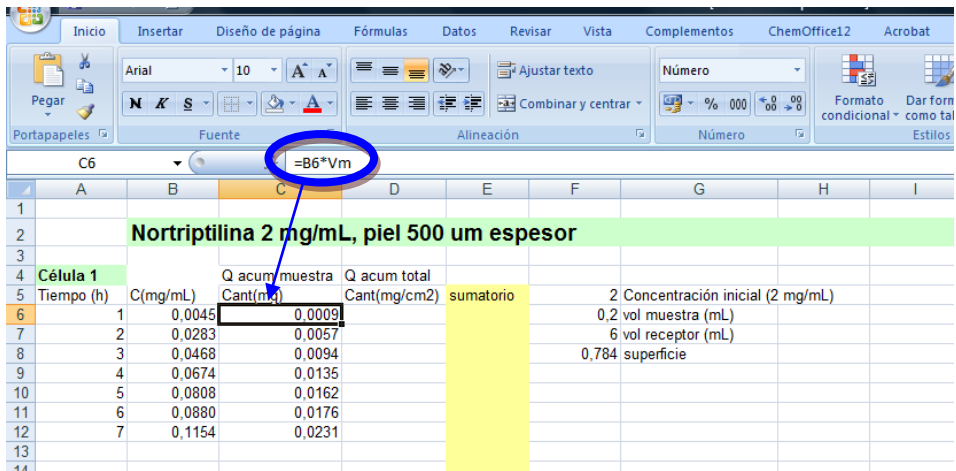 Inicio Insertar Diseño de página Fórmulas Datos Revisar Vista Complementos ChemOffice12 Acrobat
Pegar
Arial 10 A A
N K S A
Ajustar texto
Combinar y centrar
Número
% 000
Formato condicional
Dar
como
Portapapeles Fuente Alineación Número Estilos
C6 =B6*Vm
A B C D E F G H I
1
2 Nortriptilina 2 mg/mL, piel 500 um espesor
3
4 Célula 1 Q acum muestra Q acum total
5 Tiempo (h) C(mg/mL) Cant(mg) Cant(mg/cm2) sumatorio 2 Concentración inicial (2 mg/mL)
6 1 0,0045 0,0009 0,2 vol muestra (mL)
7 2 0,0283 0,0057 6 vol receptor (mL)
8 3 0,0468 0,0094 0,784 superficie
9 4 0,0674 0,0135
10 5 0,0808 0,0162
11 6 0,0880 0,0176
12 7 0,1154 0,0231
13
14